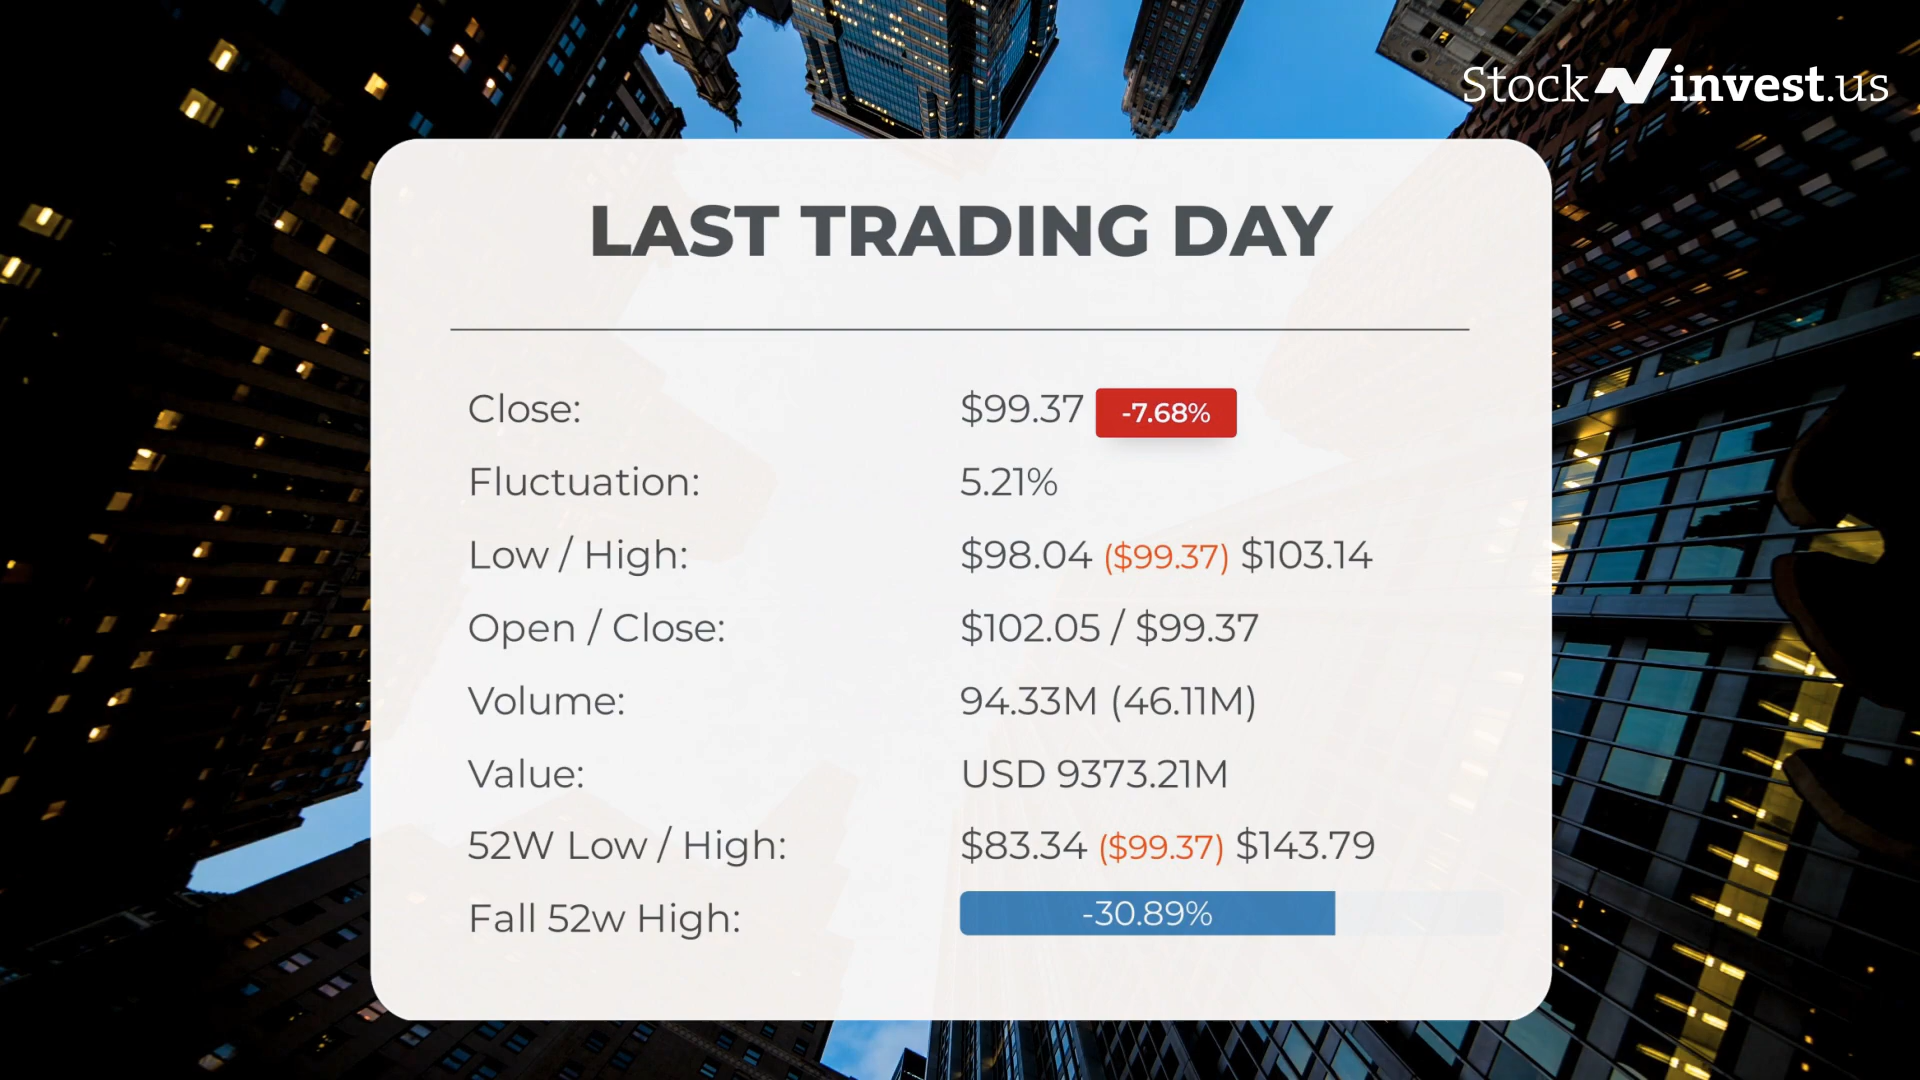 Stock invest.us
LAST TRADING DAY
Close: $99.37 -7.68%
Fluctuation: 5.21%
Low / High: $98.04 ($99.37) $103.14
Open / Close: $102.05 / $99.37
Volume: 94.33M (46.11M)
Value: USD 9373.21M
52W Low / High: $83.34 ($99.37) $143.79
Fall 52w High: -30.89%